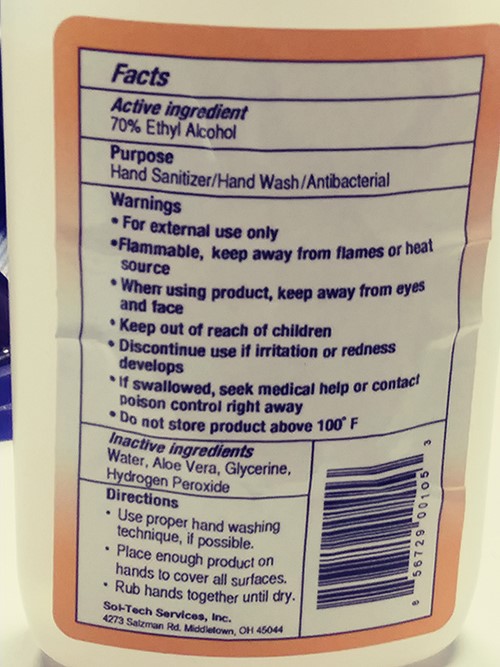 Facts
Active ingredient
70% Ethyl Alcohol
Purpose
Hand Sanitizer/Hand Wash/Antibacterial
Warnings
• For external use only
•Flammable, keep away from flames or heat
source
• When using product, keep away from eyes
and face
• Keep out of reach of children
• Discontinue use if irritation or redness
develops
• If swallowed, seek medical help or contact
poison control right away
• Do not store product above 100° F
Inactive ingredients
Water, Aloe Vera, Glycerine,
Hydrogen Peroxide
Directions
• Use proper hand washing
technique, if possible.
• Place enough product on
hands to cover all surfaces.
• Rub hands together until dry.
Sol-Tech Services, Inc.
4273 Salzman Rd. Middletown, OH 45044
8 56729 00105 3